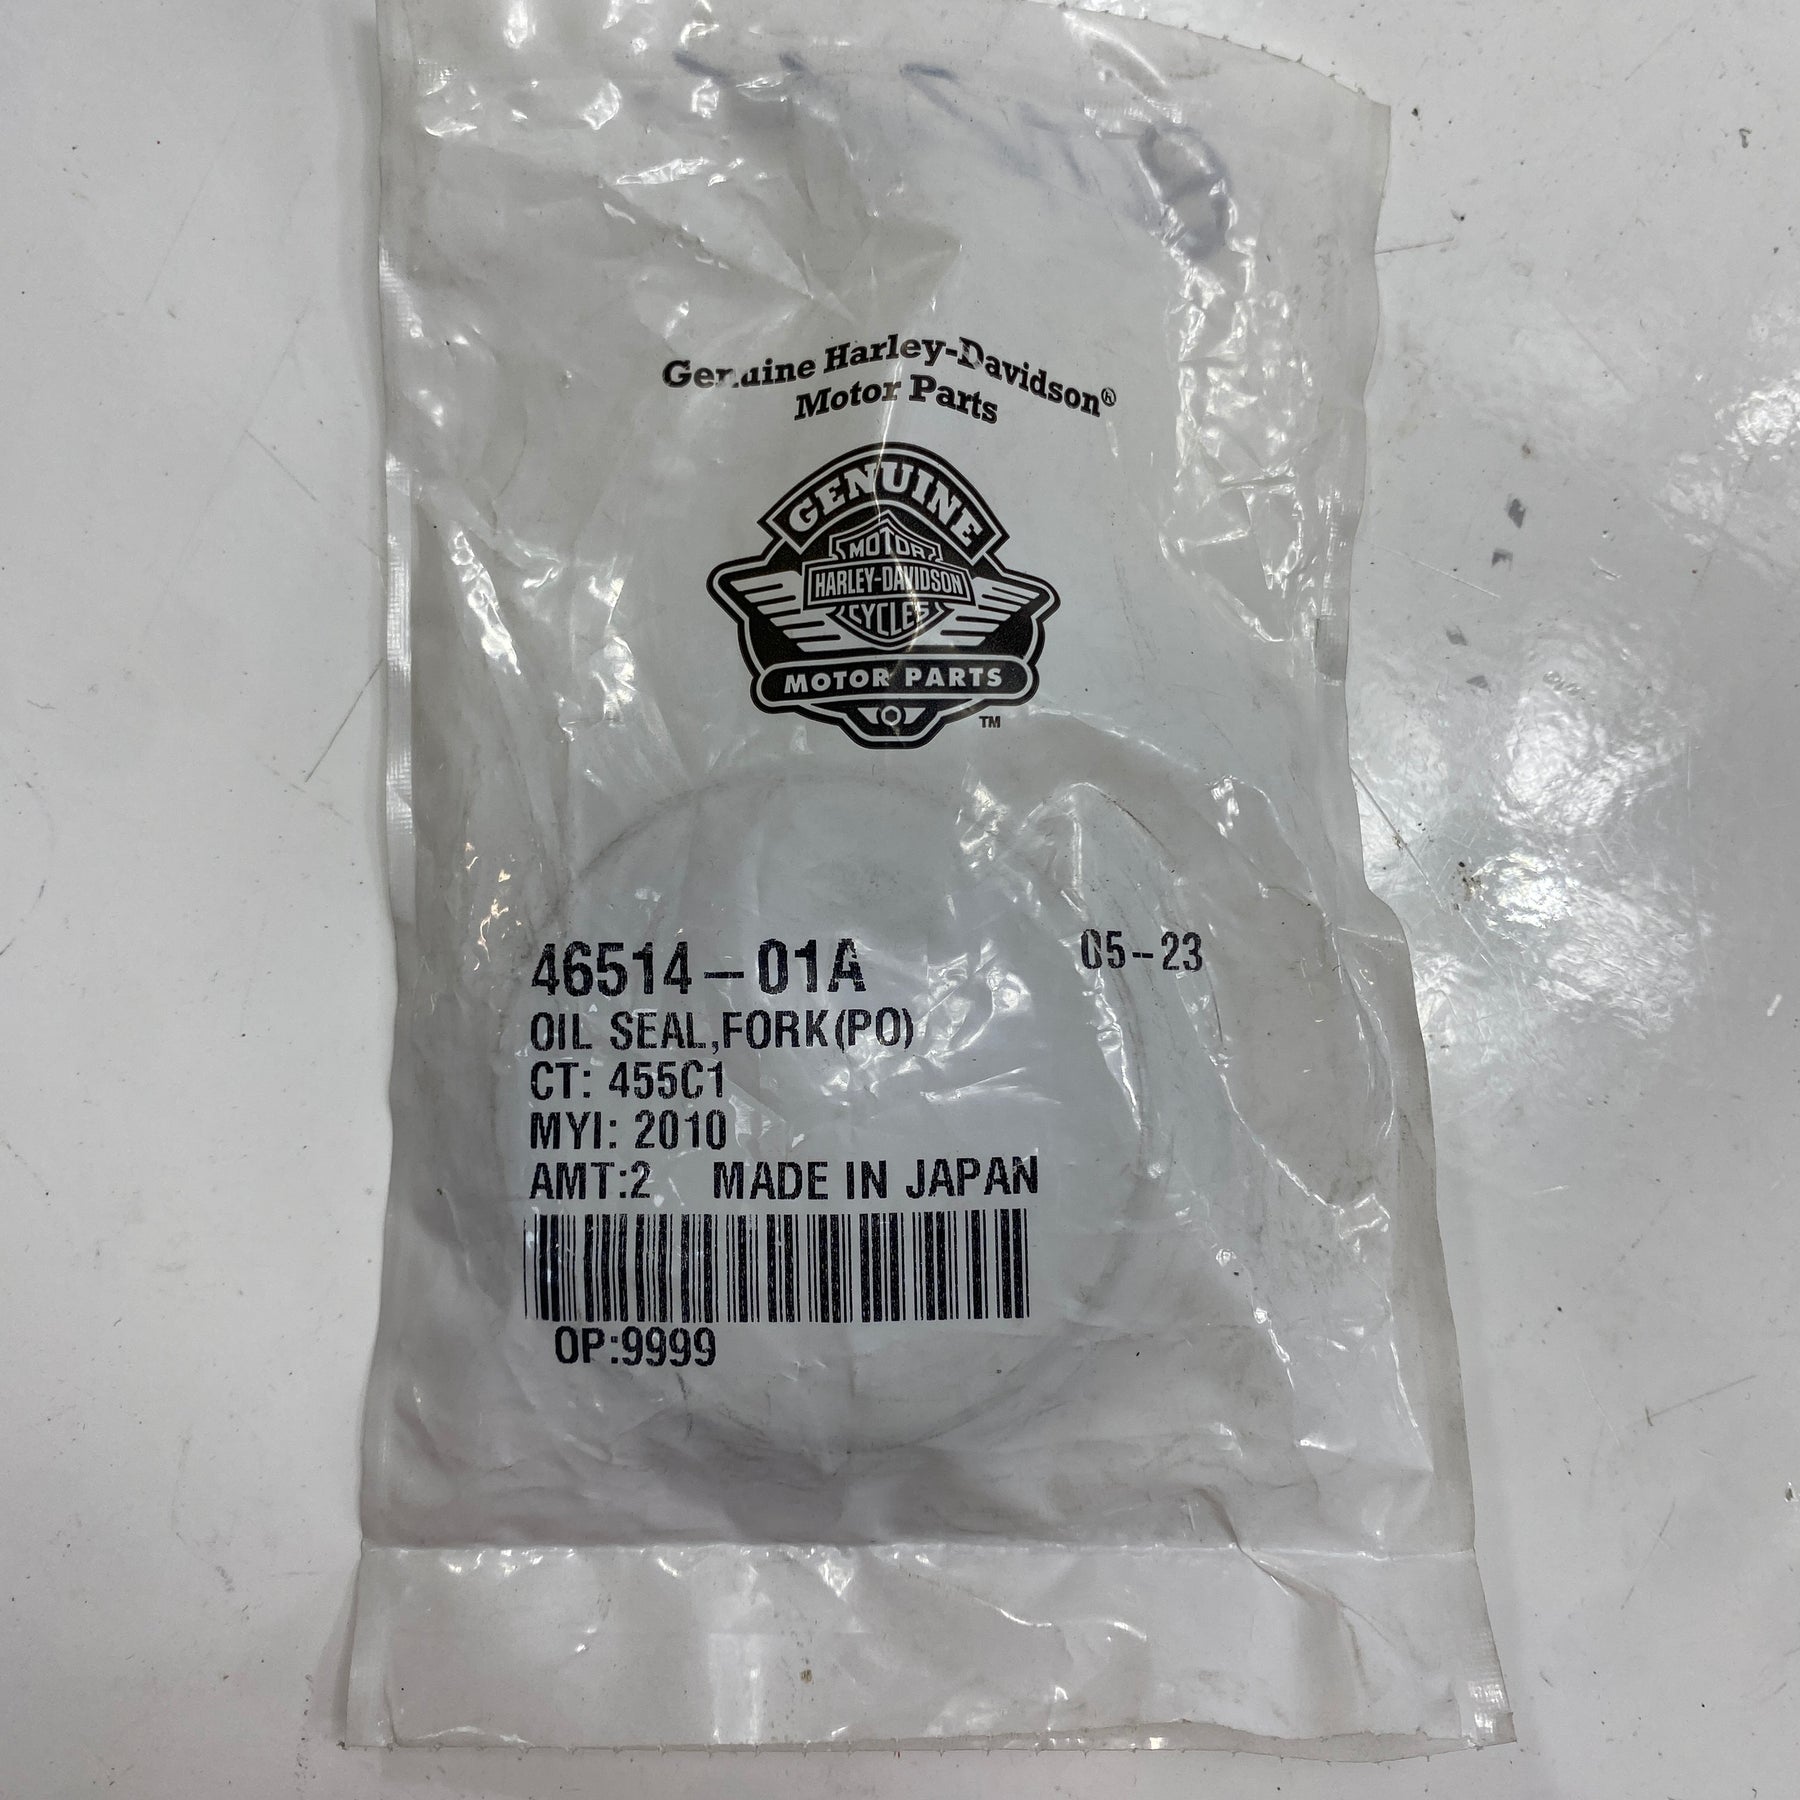 Genuine Harley-Davidson®
Motor Parts
GENUINE
MOTOR
HARLEY-DAVIDSON
CYCLES
MOTOR PARTS
TM
46514-01A 05-23
OIL SEAL,FORK(PO)
CT: 455C1
MYI: 2010
AMT:2 MADE IN JAPAN
OP:9999